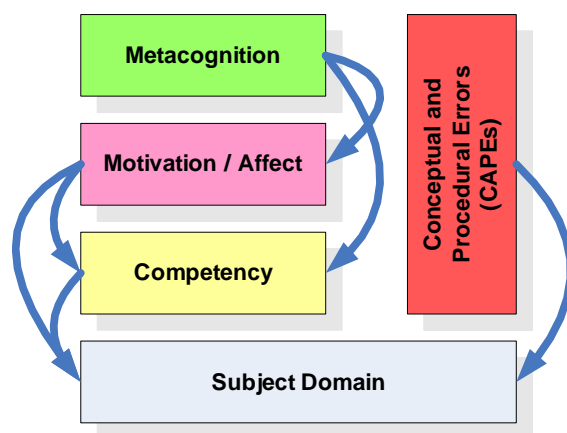 Metacognition
Motivation / Affect
Competency
Subject Domain
Conceptual and
Procedural Errors
(CAPEs)